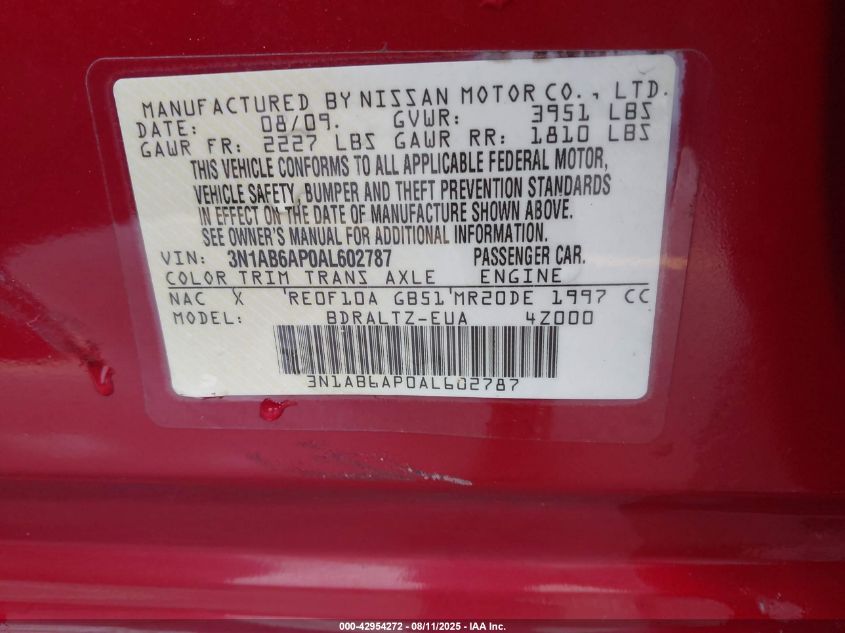 MANUFACTURED BY NISSAN MOTOR CO., LTD.
DATE: 08/09. GVWR: 3951 LBS
GAWR FR: 2227 LBS GAWR RR: 1810 LBS
THIS VEHICLE CONFORMS TO ALL APPLICABLE FEDERAL MOTOR,
VEHICLE SAFETY, BUMPER AND THEFT PREVENTION STANDARDS
IN EFFECT ON THE DATE OF MANUFACTURE SHOWN ABOVE.
SEE OWNER'S MANUAL FOR ADDITIONAL INFORMATION.
VIN: 3N1AB6AP0AL602787 PASSENGER CAR.
COLOR TRIM TRANS AXLE ENGINE
NAC X 'RE0F10A GB51'MR20DE 1997 CC
MODEL: BDRALTZ-EUA 4Z000
3N1AB6AP0AL602787
000-42954272 - 08/11/2025 - IAA Inc.